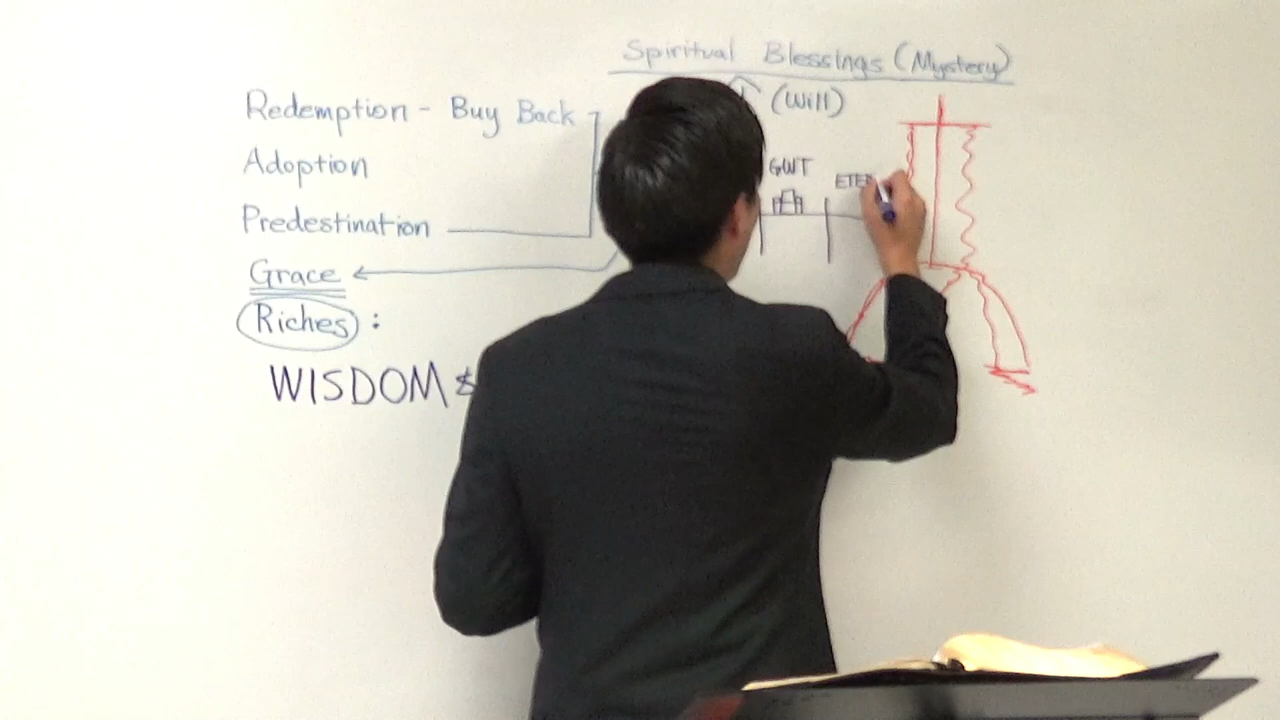 Spiritual Blessings (Mystery)
(Will)
Redemption - Buy Back
Adoption
Predestination
Grace
Riches :
WISDOM &
GWT